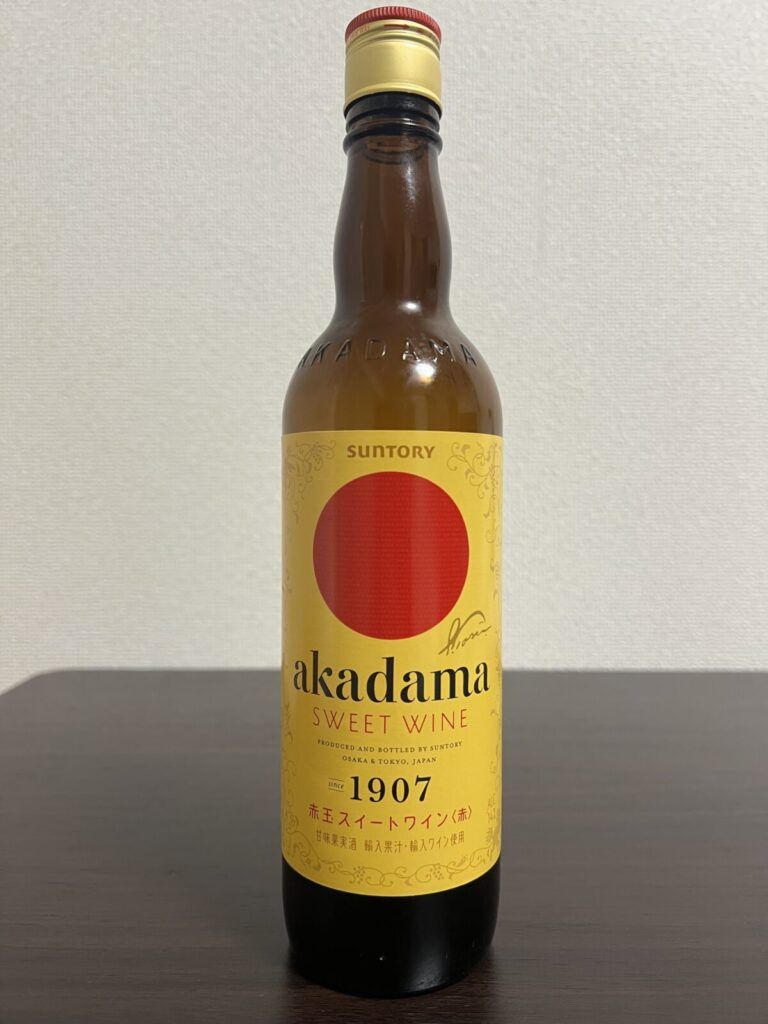 AKADAMA
SUNTORY
akadama
SWEET WINE
PRODUCED AND BOTTLED BY SUNTORY
OSAKA & TOKYO, JAPAN
since 1907
赤玉スイートワイン〈赤〉
甘味果実酒 輸入果汁・輸入ワイン使用
ALC.